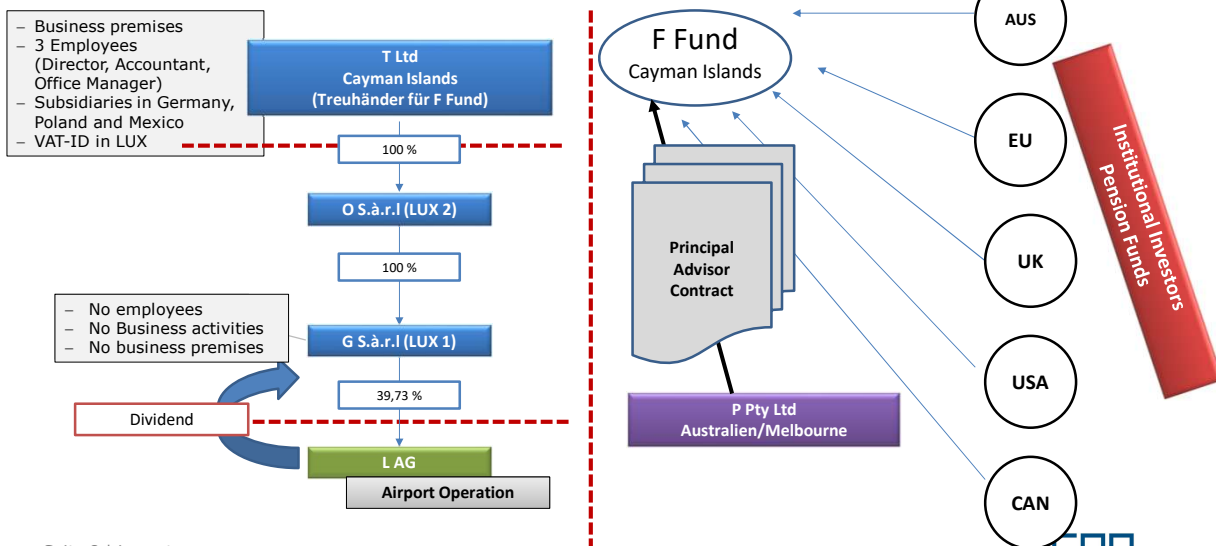 – Business premises
– 3 Employees
(Director, Accountant,
Office Manager)
– Subsidiaries in Germany,
Poland and Mexico
– VAT-ID in LUX
T Ltd
Cayman Islands
(Treuhänder für F Fund)
100 %
O S.à.r.l (LUX 2)
100 %
– No employees
– No Business activities
– No business premises
G S.à.r.l (LUX 1)
39,73 %
Dividend
L AG
Airport Operation
F Fund
Cayman Islands
Principal
Advisor
Contract
P Pty Ltd
Australien/Melbourne
AUS
EU
UK
USA
CAN
Institutional Investors
Pension Funds